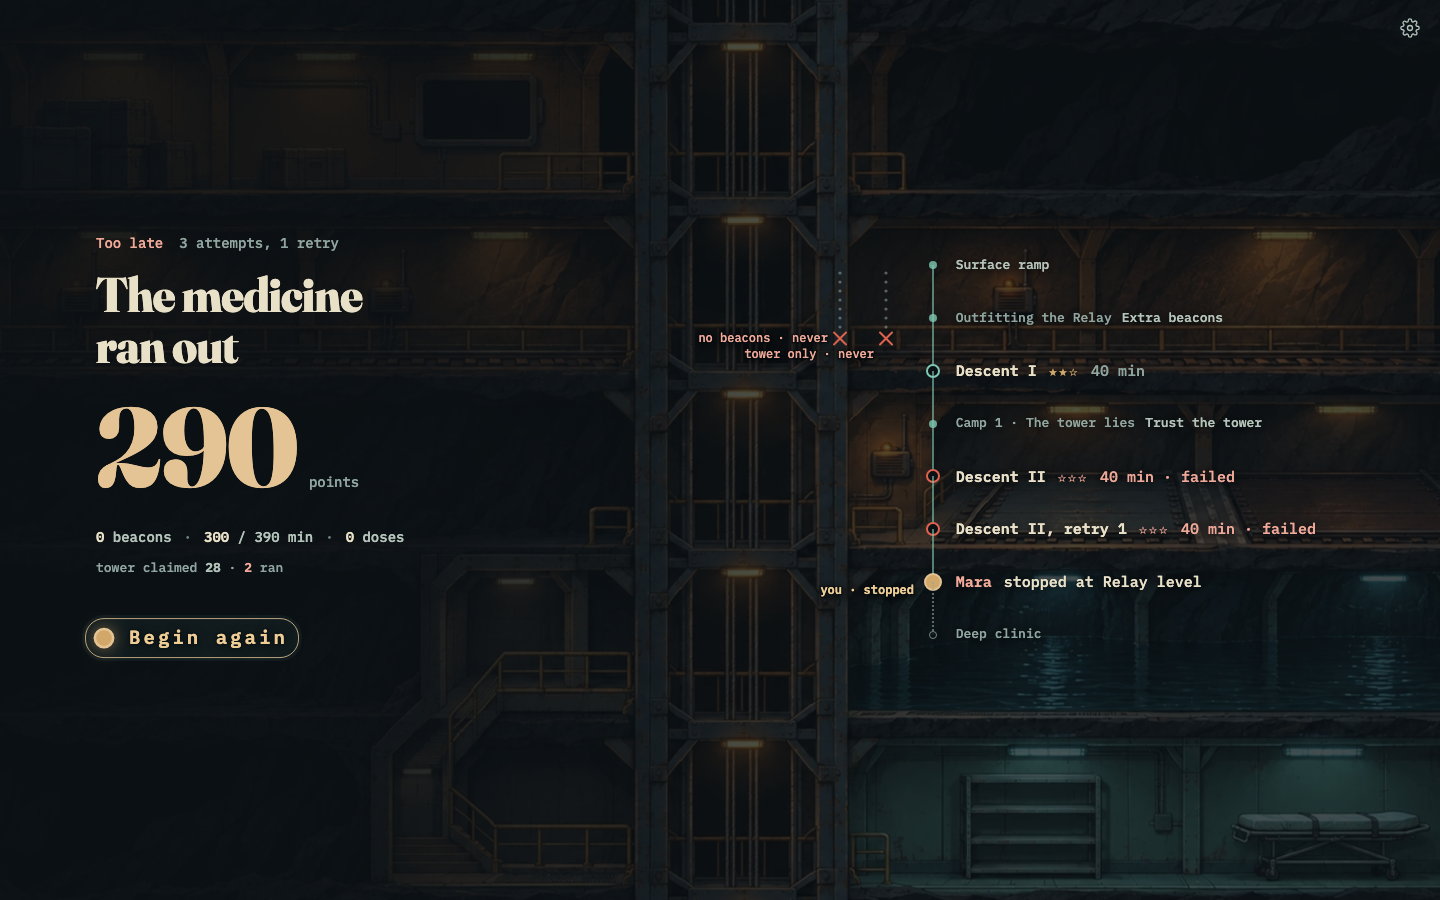 Too late 3 attempts, 1 retry
The medicine
ran out
290 points
0 beacons · 300 / 390 min · 0 doses
tower claimed 28 · 2 ran
Begin again
no beacons · never
tower only · never
you · stopped
Surface ramp
Outfitting the Relay Extra beacons
Descent I ★★☆ 40 min
Camp 1 · The tower lies Trust the tower
Descent II ☆☆☆ 40 min · failed
Descent II, retry 1 ☆☆☆ 40 min · failed
Mara stopped at Relay level
Deep clinic